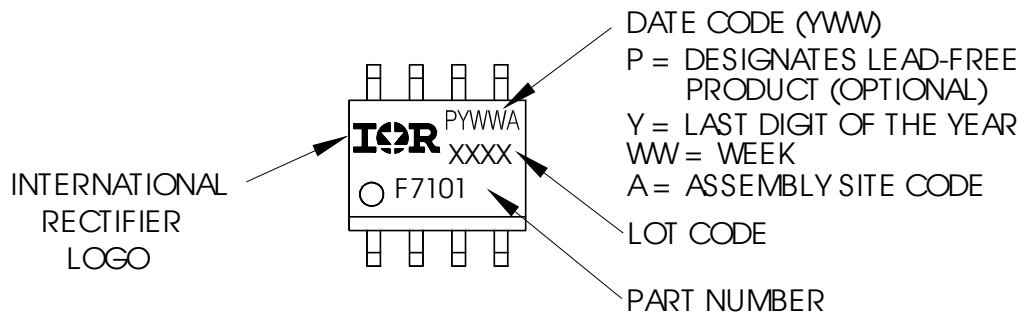 DATE CODE (YWW)
P = DESIGNATES LEAD-FREE
PRODUCT (OPTIONAL)
Y = LAST DIGIT OF THE YEAR
WW = WEEK
A = ASSEMBLY SITE CODE
LOT CODE
PART NUMBER
INTERNATIONAL
RECTIFIER
LOGO
IOR
PYWWA
XXXX
F7101